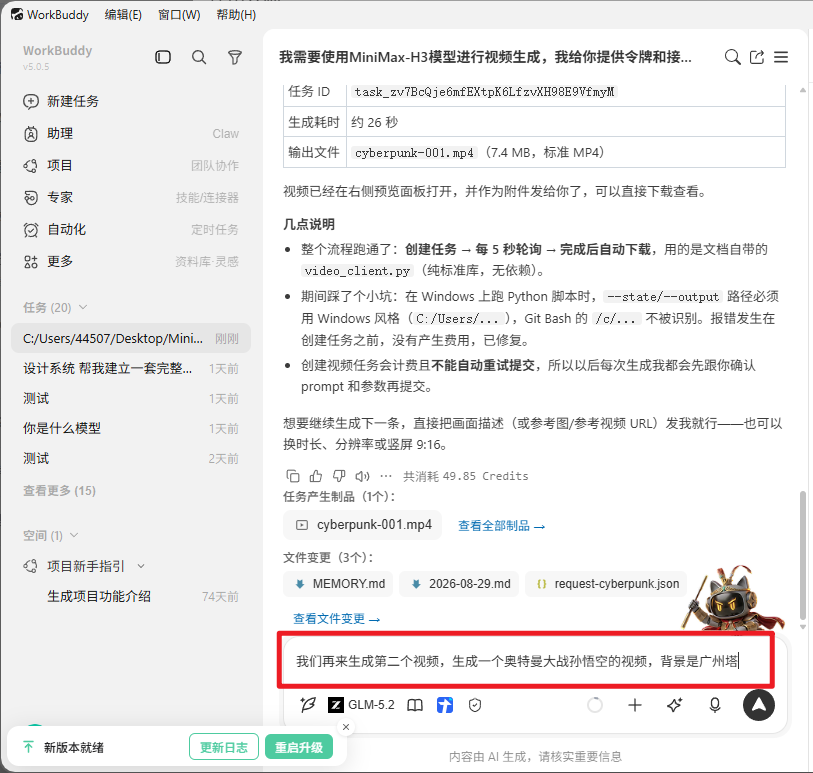 WorkBuddy 编辑(E) 窗口(W) 帮助(H)
WorkBuddy
v5.0.5
新建任务
助理 Claw
项目 团队协作
专家 技能/连接器
自动化 定时任务
更多 资料库·灵感
任务 (20)
C:/Users/44507/Desktop/Mini... 刚刚
设计系统 帮我建立一套完整... 1天前
测试 1天前
你是什么模型 1天前
测试 2天前
查看更多 (15)
空间 (1)
项目新手指引
生成项目功能介绍 74天前
新版本就绪 更新日志 重启升级
我需要使用MiniMax-H3模型进行视频生成，我给你提供令牌和接...
任务 ID task_zv7BcQje6mfEXtpK6LfzvXH98E9VfmyM
生成耗时 约 26 秒
输出文件 cyberpunk-001.mp4（7.4 MB，标准 MP4）
视频已经在右侧预览面板打开，并作为附件发给你了，可以直接下载查看。
几点说明
• 整个流程跑通了：创建任务 → 每 5 秒轮询 → 完成后自动下载，用的是文档自带的
video_client.py（纯标准库，无依赖）。
• 期间踩了个小坑：在 Windows 上跑 Python 脚本时，--state/--output 路径必须
用 Windows 风格（C:/Users/...），Git Bash 的 /c/... 不被识别。报错发生在
创建任务之前，没有产生费用，已修复。
• 创建视频任务会计费且不能自动重试提交，所以以后每次生成我都会先跟你确认
prompt 和参数再提交。
想要继续生成下一条，直接把画面描述（或参考图/参考视频 URL）发我就行——也可以
换时长、分辨率或竖屏 9:16。
共消耗 49.85 Credits
任务产生制品（1个）：
cyberpunk-001.mp4 查看全部制品 →
文件变更（3个）：
MEMORY.md 2026-08-29.md {} request-cyberpunk.json
查看文件变更 →
我们再来生成第二个视频，生成一个奥特曼大战孙悟空的视频，背景是广州塔
Z GLM-5.2
内容由 AI 生成，请核实重要信息